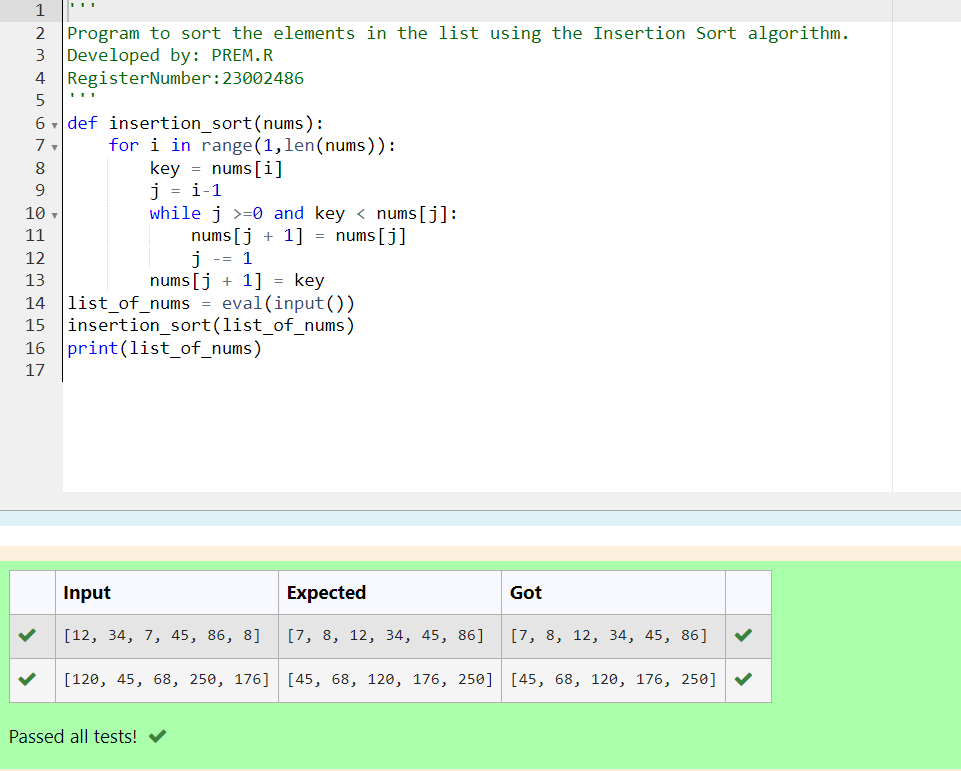 1 '''
2 Program to sort the elements in the list using the Insertion Sort algorithm.
3 Developed by: PREM.R
4 RegisterNumber:23002486
5 '''
6 def insertion_sort(nums):
7     for i in range(1,len(nums)):
8         key = nums[i]
9         j = i-1
10         while j >=0 and key < nums[j]:
11             nums[j + 1] = nums[j]
12             j -= 1
13         nums[j + 1] = key
14 list_of_nums = eval(input())
15 insertion_sort(list_of_nums)
16 print(list_of_nums)
17
Input Expected Got
[12, 34, 7, 45, 86, 8] [7, 8, 12, 34, 45, 86] [7, 8, 12, 34, 45, 86]
[120, 45, 68, 250, 176] [45, 68, 120, 176, 250] [45, 68, 120, 176, 250]
Passed all tests!